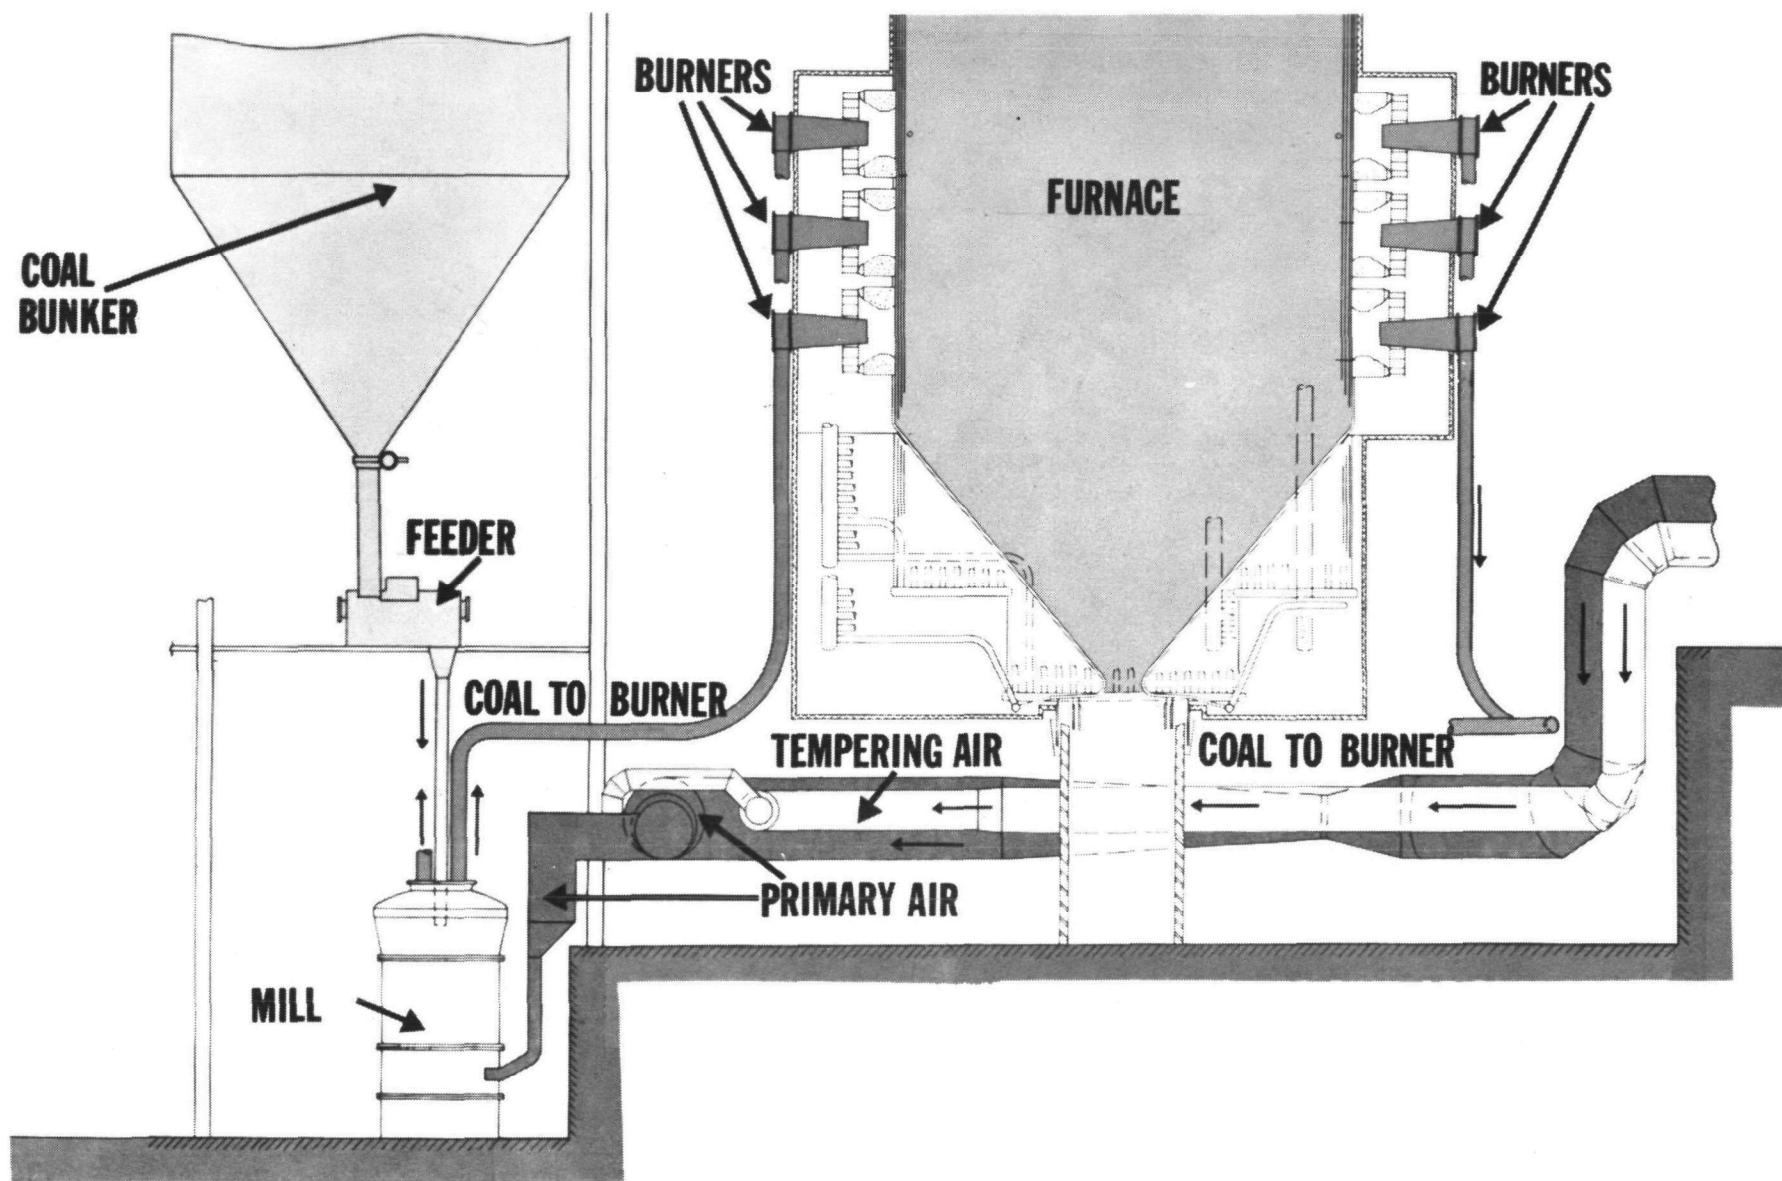 BURNERS
BURNERS
FURNACE
COAL
BUNKER
FEEDER
COAL TO BURNER
TEMPERING AIR
COAL TO BURNER
PRIMARY AIR
MILL